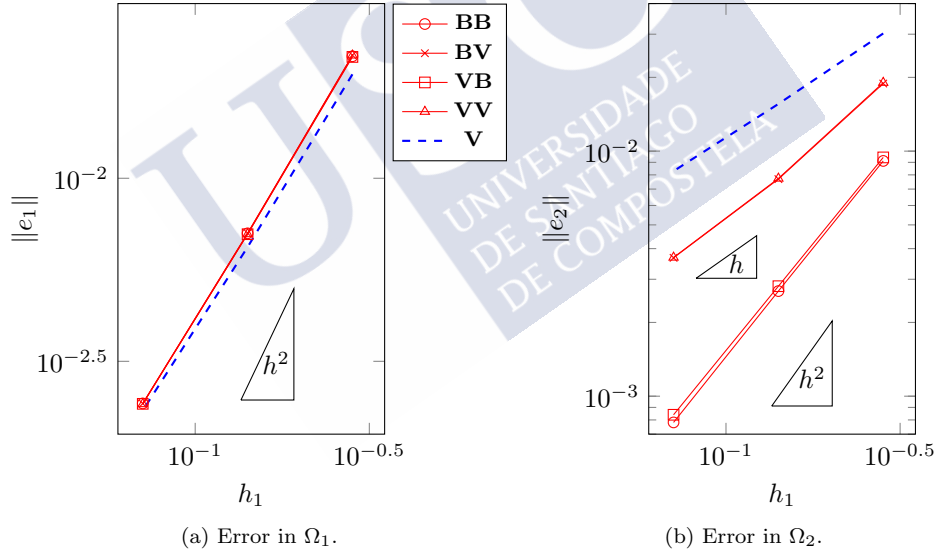 BB
BV
VB
VV
V
UNIVERSIDADE
DE SANTIAGO
DE COMPOSTELA
||e₁||
10⁻²
10⁻²·⁵
h²
10⁻¹
10⁻⁰·⁵
h₁
(a) Error in Ω₁.
||e₂||
10⁻²
10⁻³
h
h²
10⁻¹
10⁻⁰·⁵
h₁
(b) Error in Ω₂.